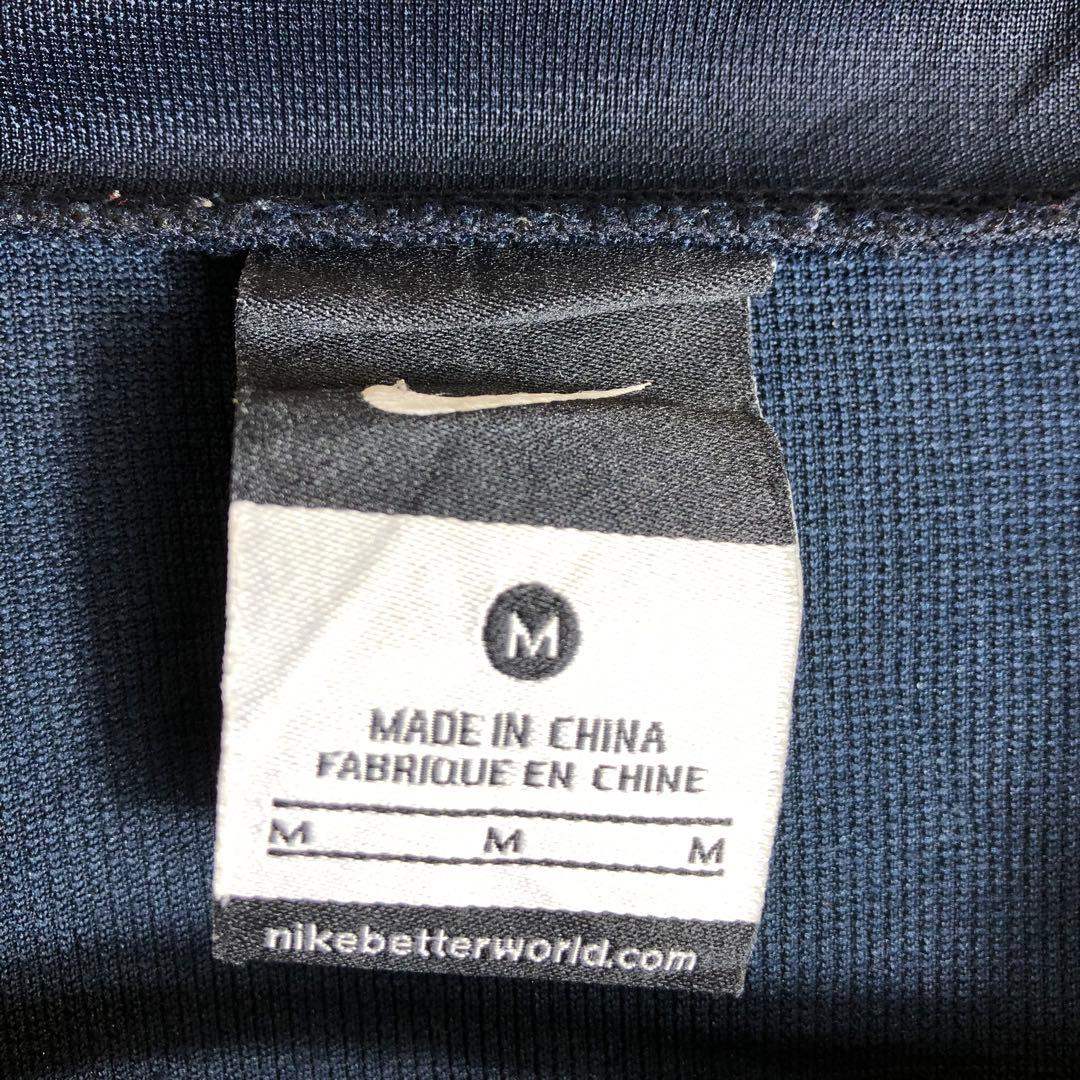 M
MADE IN CHINA
FABRIQUE EN CHINE
M M M
nikebetterworld.com